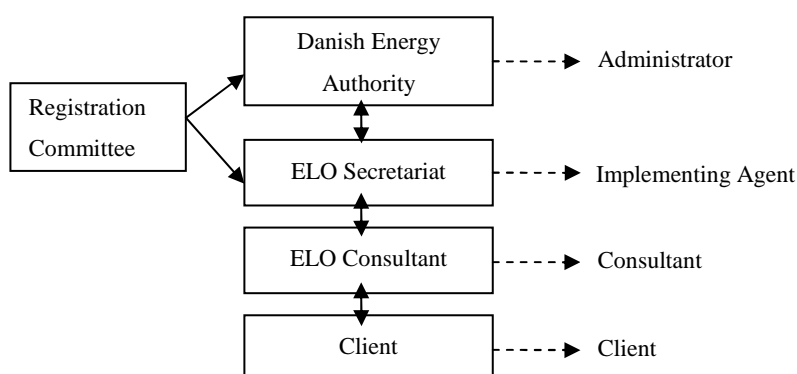 Danish Energy
Authority
Administrator
Registration
Committee
ELO Secretariat
Implementing Agent
ELO Consultant
Consultant
Client
Client